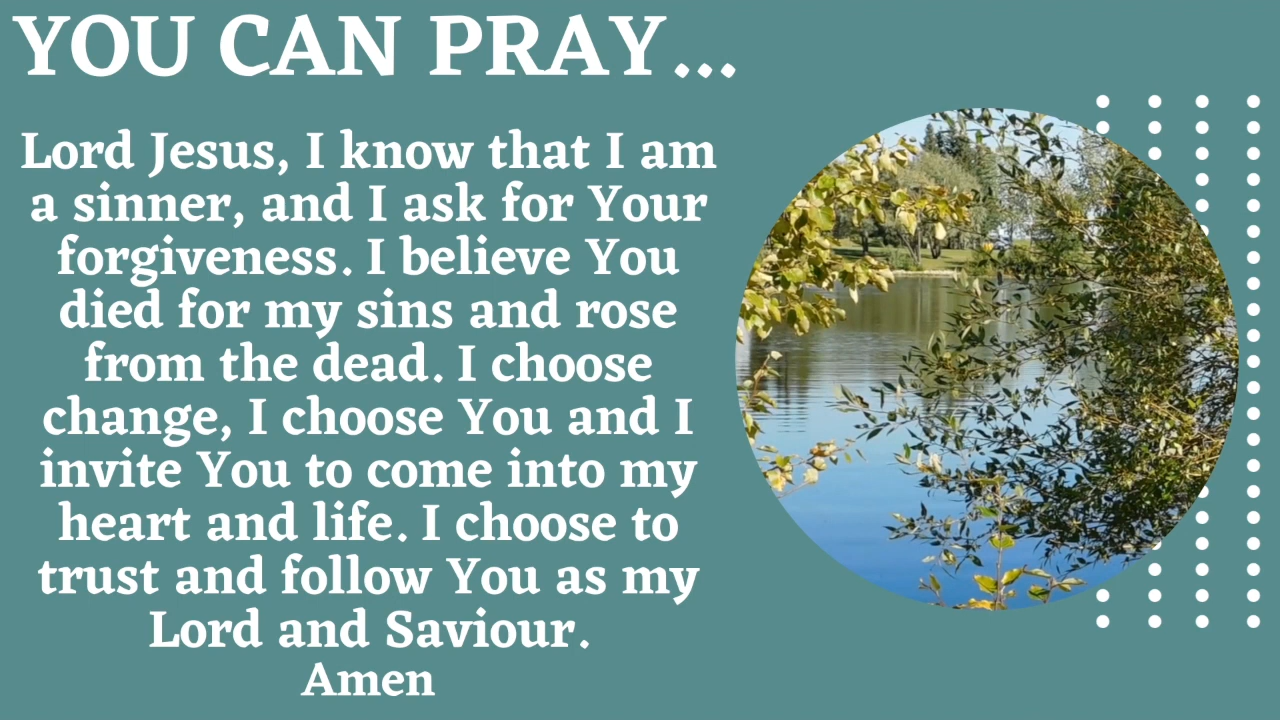 YOU CAN PRAY...
Lord Jesus, I know that I am
a sinner, and I ask for Your
forgiveness. I believe You
died for my sins and rose
from the dead. I choose
change, I choose You and I
invite You to come into my
heart and life. I choose to
trust and follow You as my
Lord and Saviour.
Amen